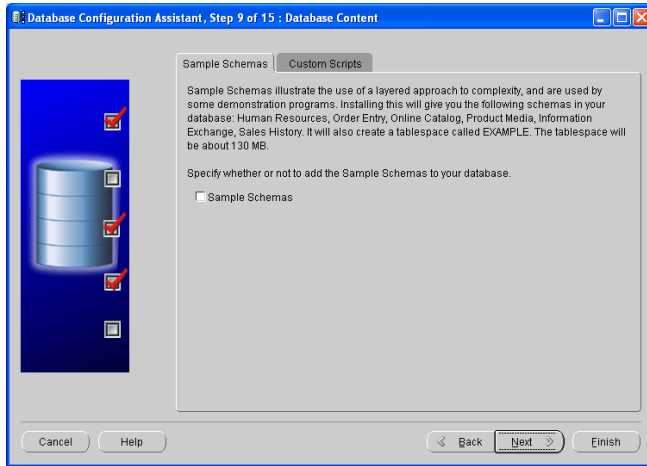 Database Configuration Assistant, Step 9 of 15 : Database Content
Sample Schemas
Custom Scripts
Sample Schemas illustrate the use of a layered approach to complexity, and are used by
some demonstration programs. Installing this will give you the following schemas in your
database: Human Resources, Order Entry, Online Catalog, Product Media, Information
Exchange, Sales History. It will also create a tablespace called EXAMPLE. The tablespace will
be about 130 MB.
Specify whether or not to add the Sample Schemas to your database.
Sample Schemas
Cancel
Help
Back
Next
Finish